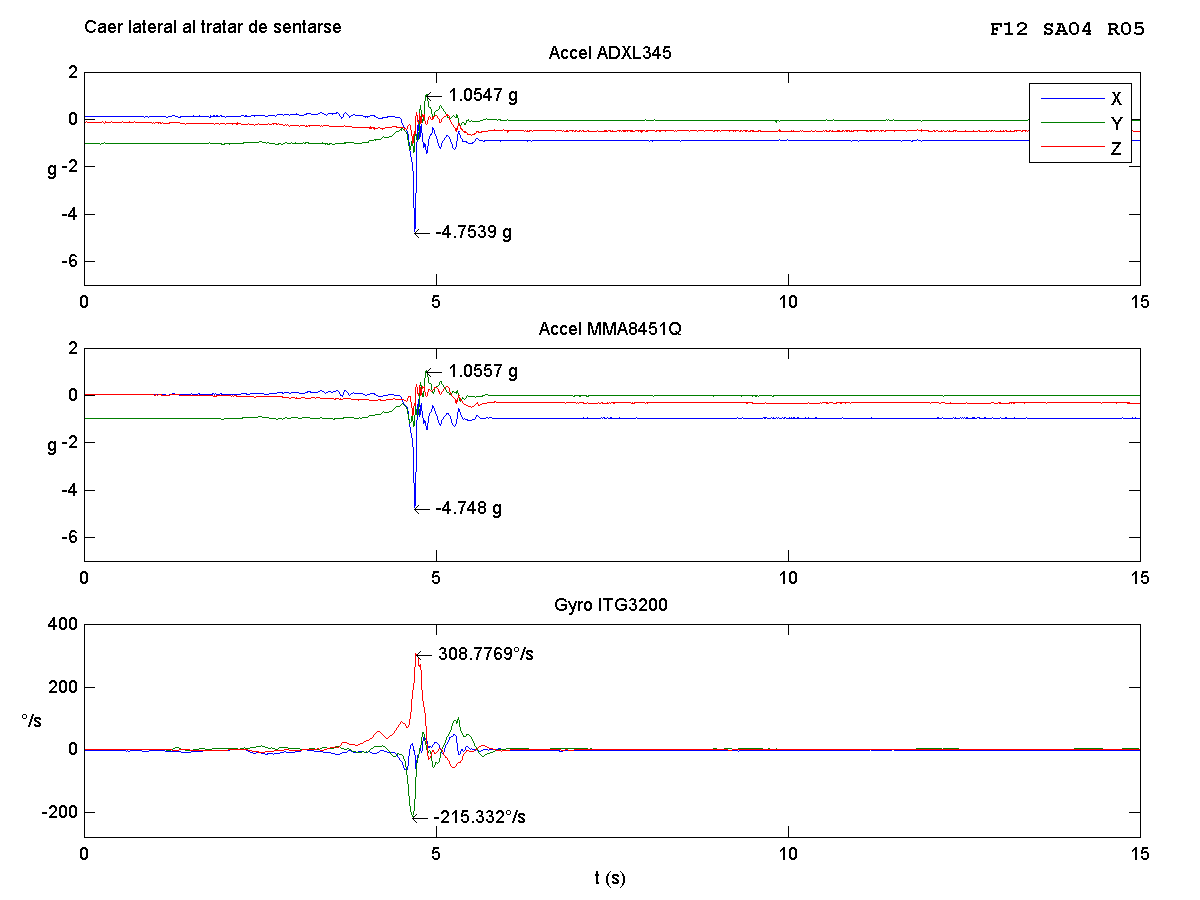 Caer lateral al tratar de sentarse
F12 SA04 R05
Accel ADXL345
2
0
-2
-4
-6
g
1.0547 g
-4.7539 g
X
Y
Z
0
5
10
15
Accel MMA8451Q
2
0
-2
-4
-6
g
1.0557 g
-4.748 g
0
5
10
15
Gyro ITG3200
400
200
0
-200
°/s
308.7769°/s
-215.332°/s
0
5
10
15
t (s)